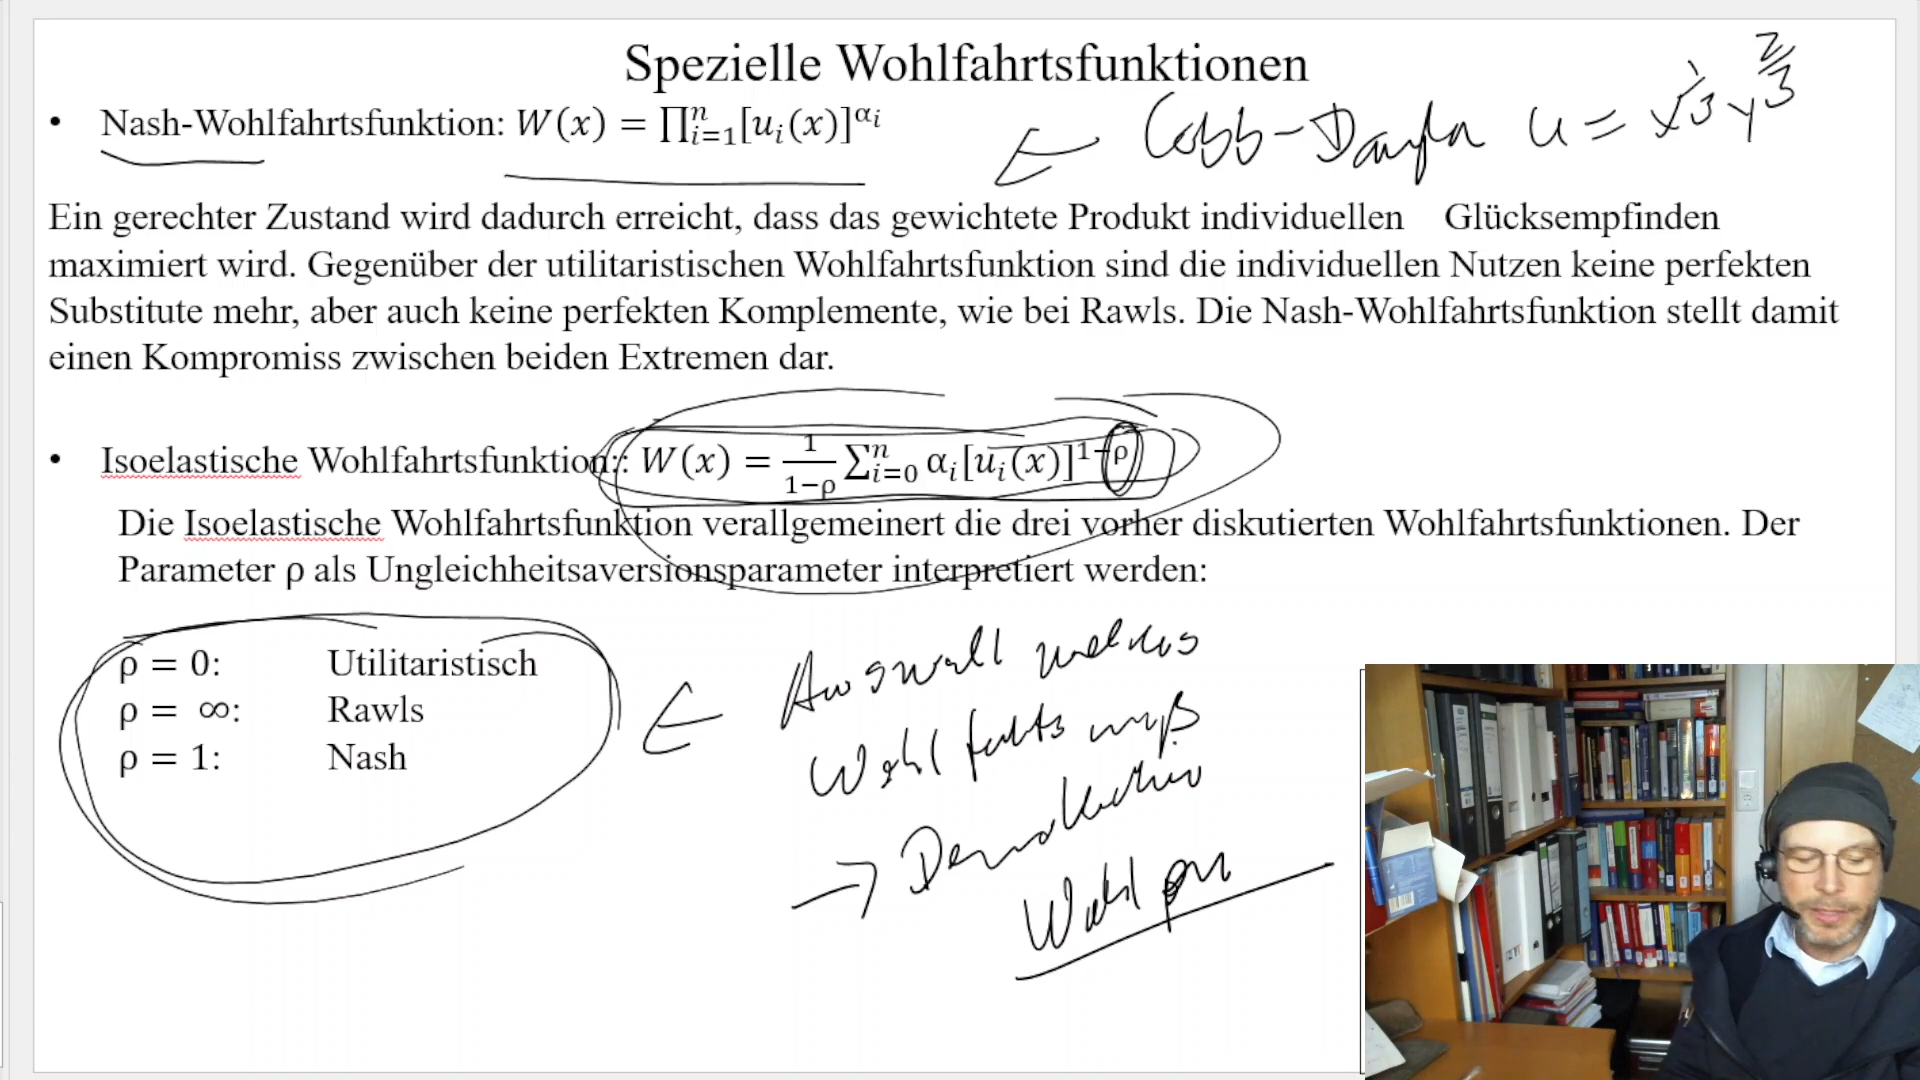 Spezielle Wohlfahrtsfunktionen
• Nash-Wohlfahrtsfunktion: W(x) = ∏ⁿᵢ₌₁[uᵢ(x)]^αᵢ
Cobb-Douglas u = x^1/3 y^2/3
Ein gerechter Zustand wird dadurch erreicht, dass das gewichtete Produkt individuellen Glücksempfinden
maximiert wird. Gegenüber der utilitaristischen Wohlfahrtsfunktion sind die individuellen Nutzen keine perfekten
Substitute mehr, aber auch keine perfekten Komplemente, wie bei Rawls. Die Nash-Wohlfahrtsfunktion stellt damit
einen Kompromiss zwischen beiden Extremen dar.
• Isoelastische Wohlfahrtsfunktion:: W(x) = 1/(1−ρ) ∑ⁿᵢ₌₀ αᵢ[uᵢ(x)]^1−ρ
Die Isoelastische Wohlfahrtsfunktion verallgemeinert die drei vorher diskutierten Wohlfahrtsfunktionen. Der
Parameter ρ als Ungleichheitsaversionsparameter interpretiert werden:
ρ = 0: Utilitaristisch
ρ = ∞: Rawls
ρ = 1: Nash
Auswahl welches
Wohlfahrtsmaß
→
Wahl